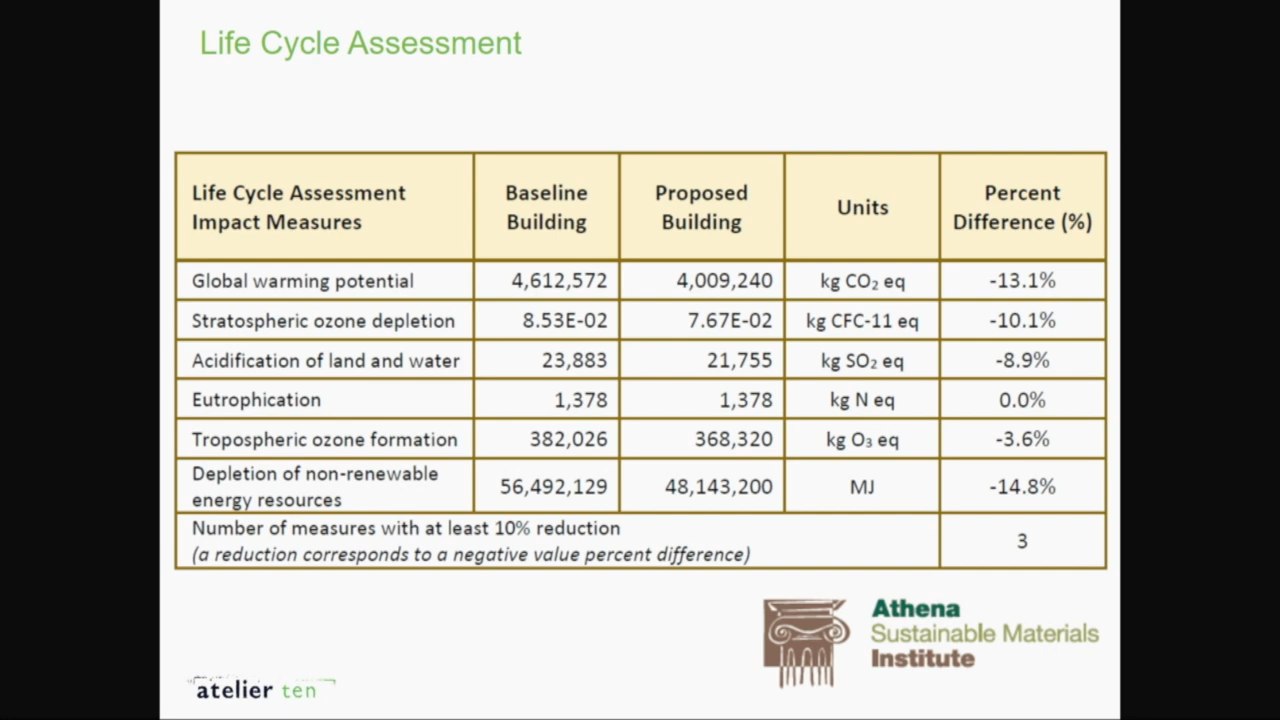 Life Cycle Assessment
Life Cycle Assessment Impact Measures | Baseline Building | Proposed Building | Units | Percent Difference (%)
Global warming potential | 4,612,572 | 4,009,240 | kg CO₂ eq | -13.1%
Stratospheric ozone depletion | 8.53E-02 | 7.67E-02 | kg CFC-11 eq | -10.1%
Acidification of land and water | 23,883 | 21,755 | kg SO₂ eq | -8.9%
Eutrophication | 1,378 | 1,378 | kg N eq | 0.0%
Tropospheric ozone formation | 382,026 | 368,320 | kg O₃ eq | -3.6%
Depletion of non-renewable energy resources | 56,492,129 | 48,143,200 | MJ | -14.8%
Number of measures with at least 10% reduction
(a reduction corresponds to a negative value percent difference) | 3
Athena
Sustainable Materials
Institute
atelier ten